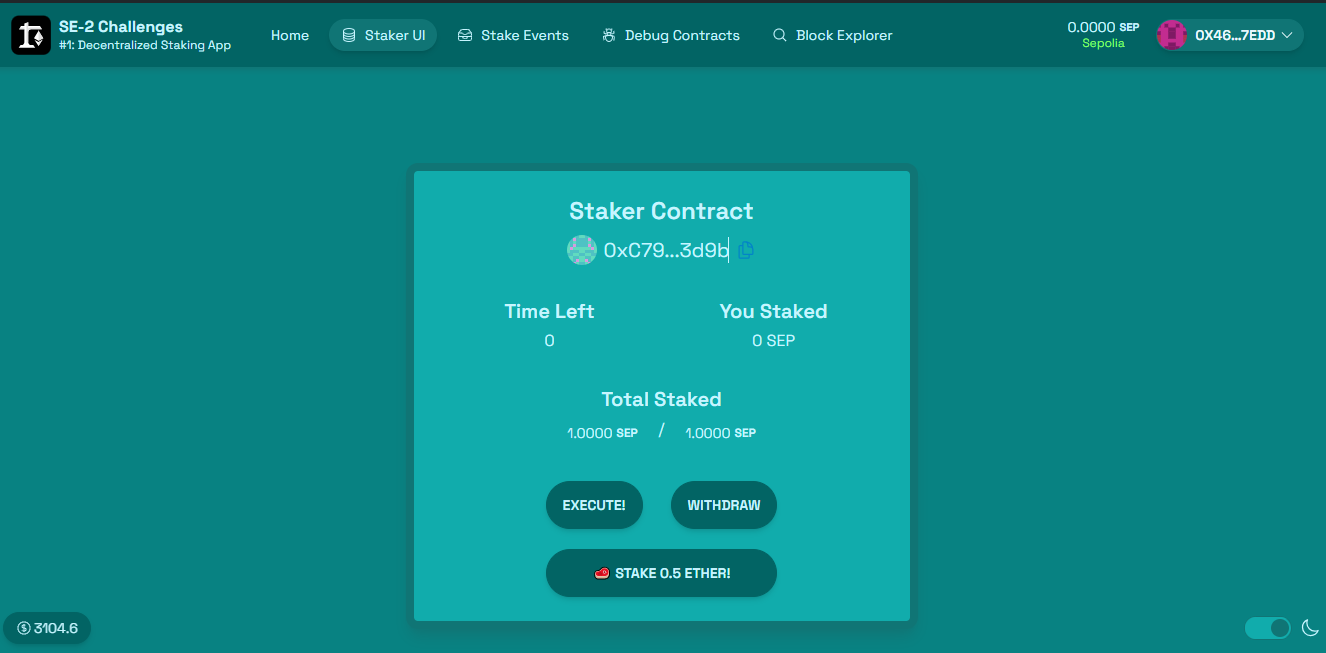 SE-2 Challenges
#1: Decentralized Staking App
Home
Staker UI
Stake Events
Debug Contracts
Block Explorer
0.0000 SEP
Sepolia
0X46...7EDD
Staker Contract
0xC79...3d9b
Time Left
You Staked
0
0 SEP
Total Staked
1.0000 SEP / 1.0000 SEP
EXECUTE!
WITHDRAW
STAKE 0.5 ETHER!
3104.6